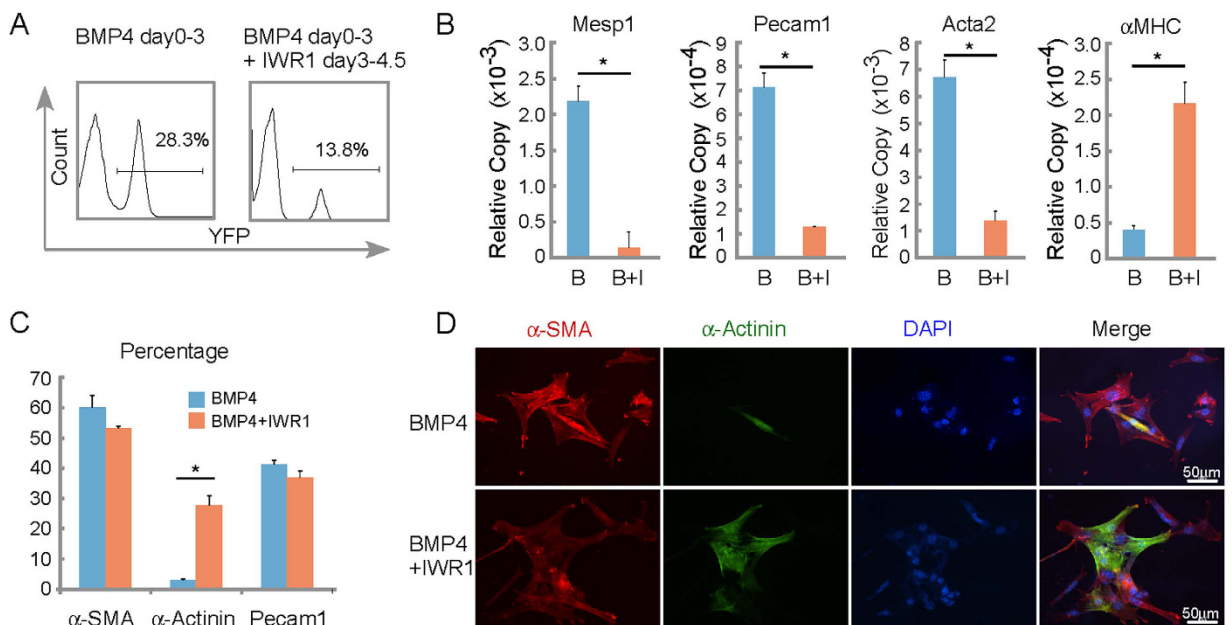 A
BMP4 day0-3
BMP4 day0-3
+ IWR1 day3-4.5
28.3%
13.8%
Count
YFP
B
Mesp1
Relative Copy (x10-3)
3.0
2.5
2.0
1.5
1.0
0.5
0
*
B B+I
Pecam1
Relative Copy (x10-4)
9
8
7
6
5
4
3
2
1
0
*
B B+I
Acta2
Relative Copy (x10-3)
8
7
6
5
4
3
2
1
0
*
B B+I
αMHC
Relative Copy (x10-4)
3.0
2.5
2.0
1.5
1.0
0.5
0
*
B B+I
C
Percentage
70
60
50
40
30
20
10
0
BMP4
BMP4+IWR1
*
α-SMA α-Actinin Pecam1
D
α-SMA α-Actinin DAPI Merge
BMP4
50μm
BMP4
+IWR1
50μm